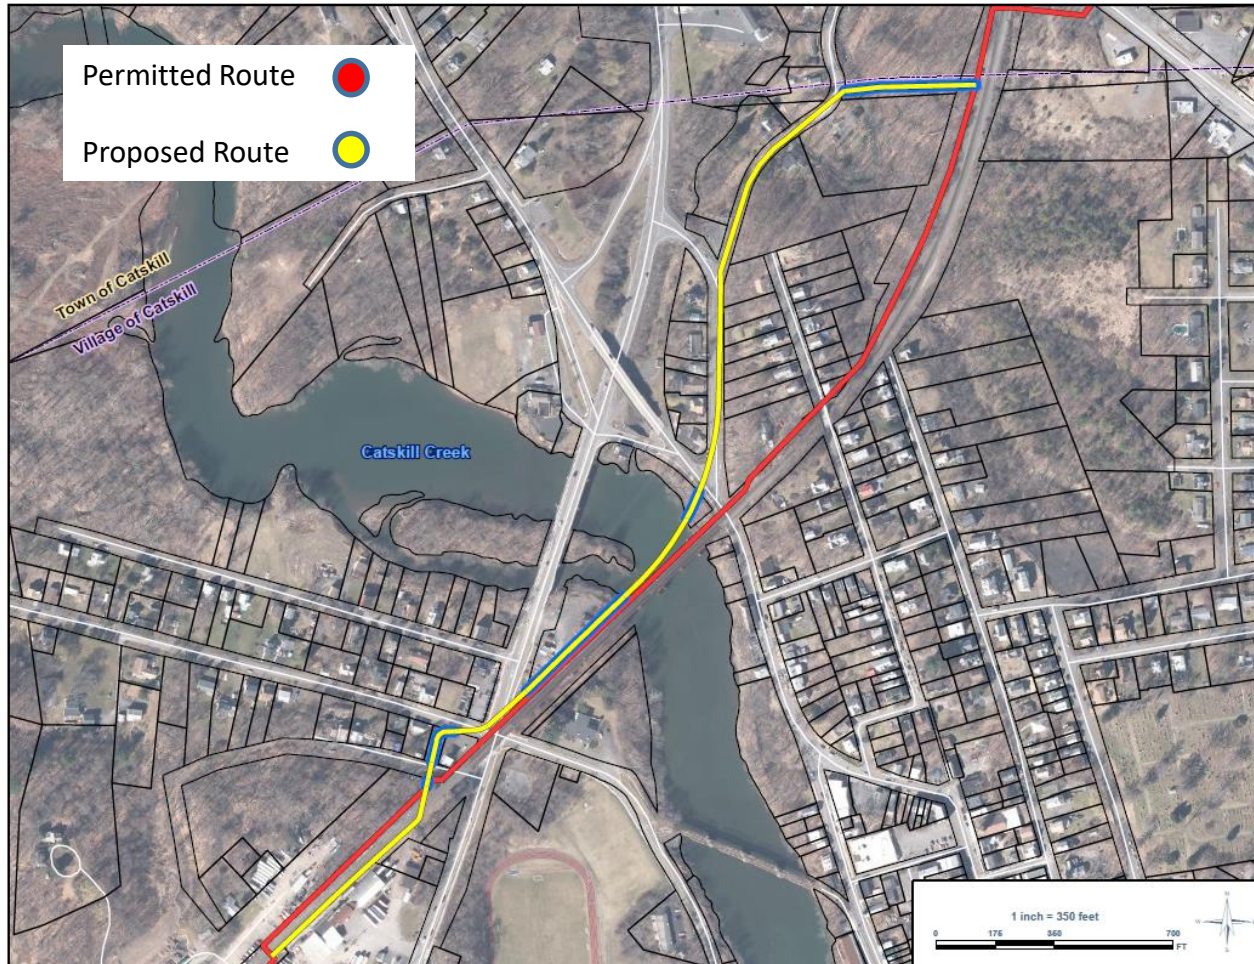 Permitted Route
Proposed Route
Town of Catskill
Village of Catskill
Catskill Creek
1 inch = 350 feet
0 175 350 700
FT
N
W E
S